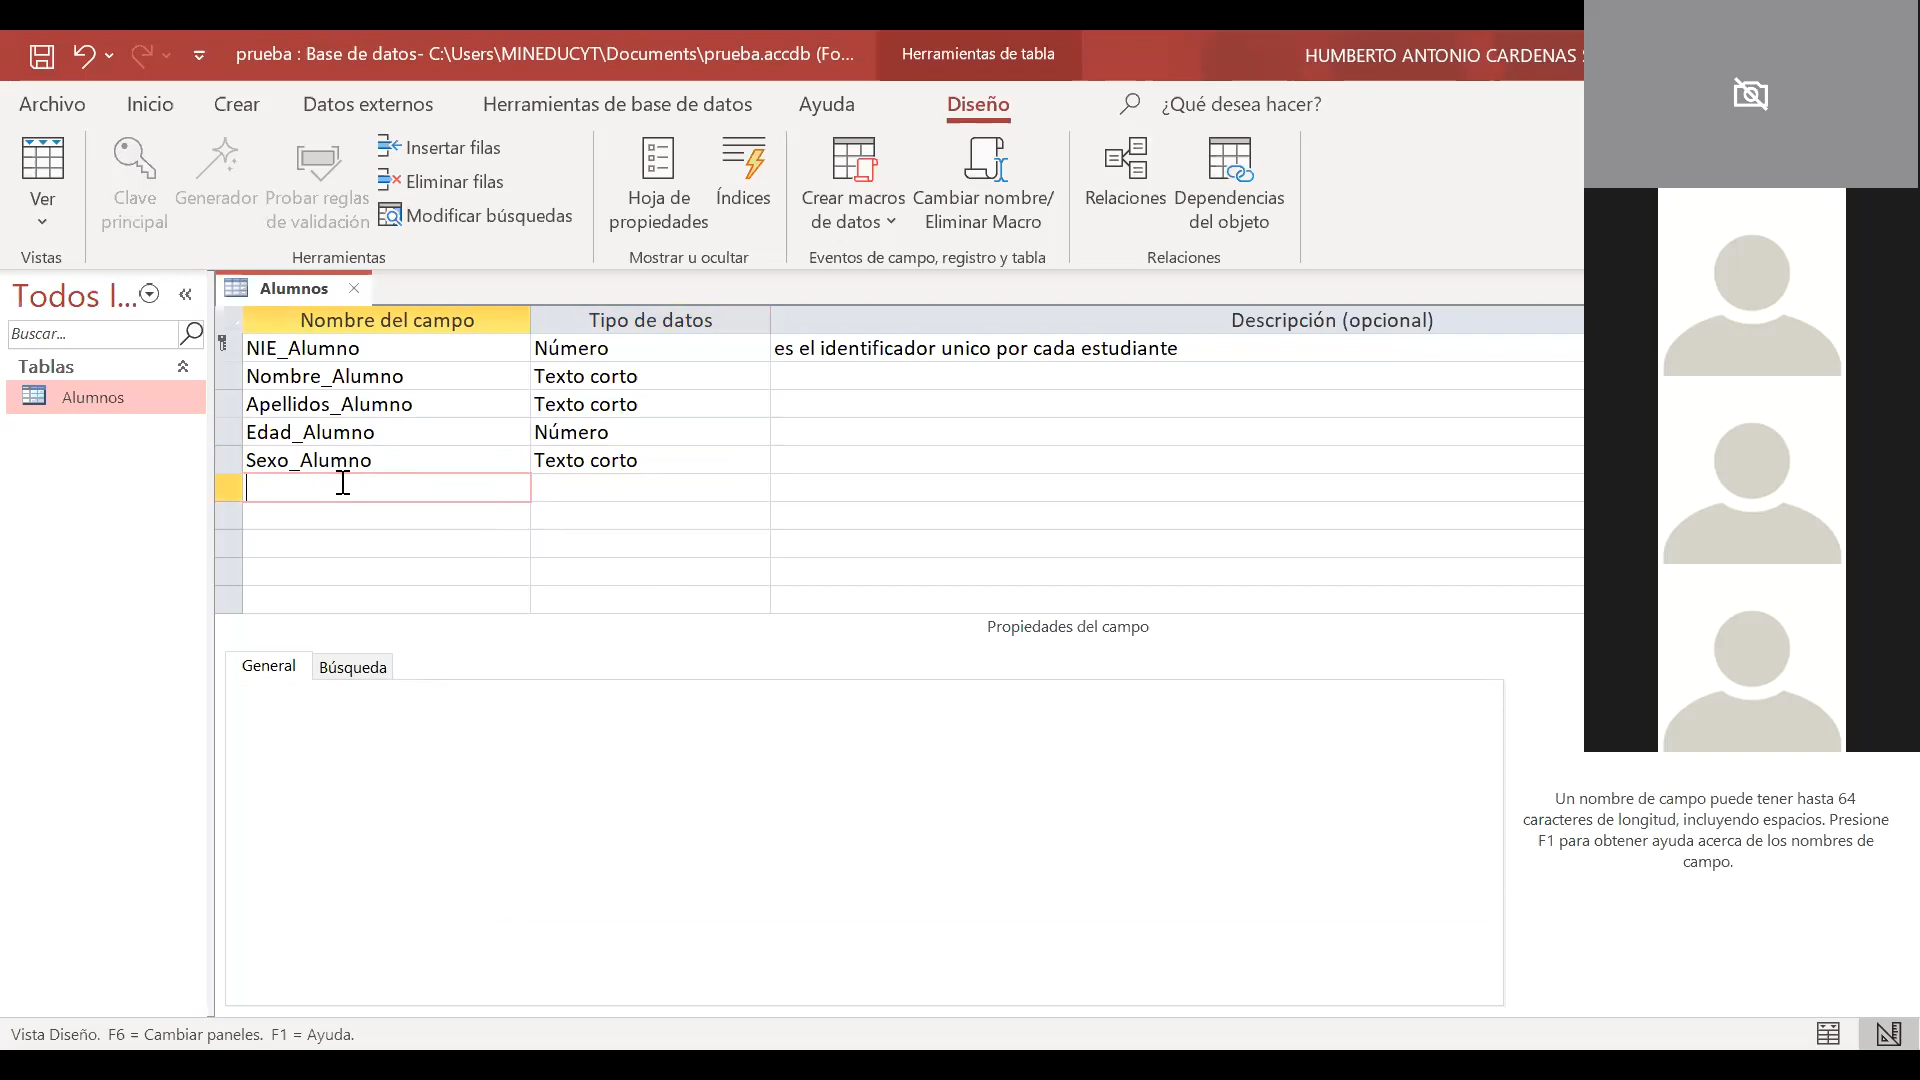 prueba : Base de datos- C:\Users\MINEDUCYT\Documents\prueba.accdb (Fo...
Herramientas de tabla
HUMBERTO ANTONIO CARDENAS
Archivo
Inicio
Crear
Datos externos
Herramientas de base de datos
Ayuda
Diseño
¿Qué desea hacer?
Ver
Clave
principal
Generador
Probar reglas
de validación
Insertar filas
Eliminar filas
Modificar búsquedas
Hoja de
propiedades
Índices
Crear macros
de datos
Cambiar nombre/
Eliminar Macro
Relaciones
Dependencias
del objeto
Vistas
Herramientas
Mostrar u ocultar
Eventos de campo, registro y tabla
Relaciones
Todos l...
Buscar...
Tablas
Alumnos
Alumnos
Nombre del campo
Tipo de datos
Descripción (opcional)
NIE_Alumno
Número
es el identificador unico por cada estudiante
Nombre_Alumno
Texto corto
Apellidos_Alumno
Texto corto
Edad_Alumno
Número
Sexo_Alumno
Texto corto
Propiedades del campo
General
Búsqueda
Un nombre de campo puede tener hasta 64
caracteres de longitud, incluyendo espacios. Presione
F1 para obtener ayuda acerca de los nombres de
campo.
Vista Diseño.  F6 = Cambiar paneles.  F1 = Ayuda.